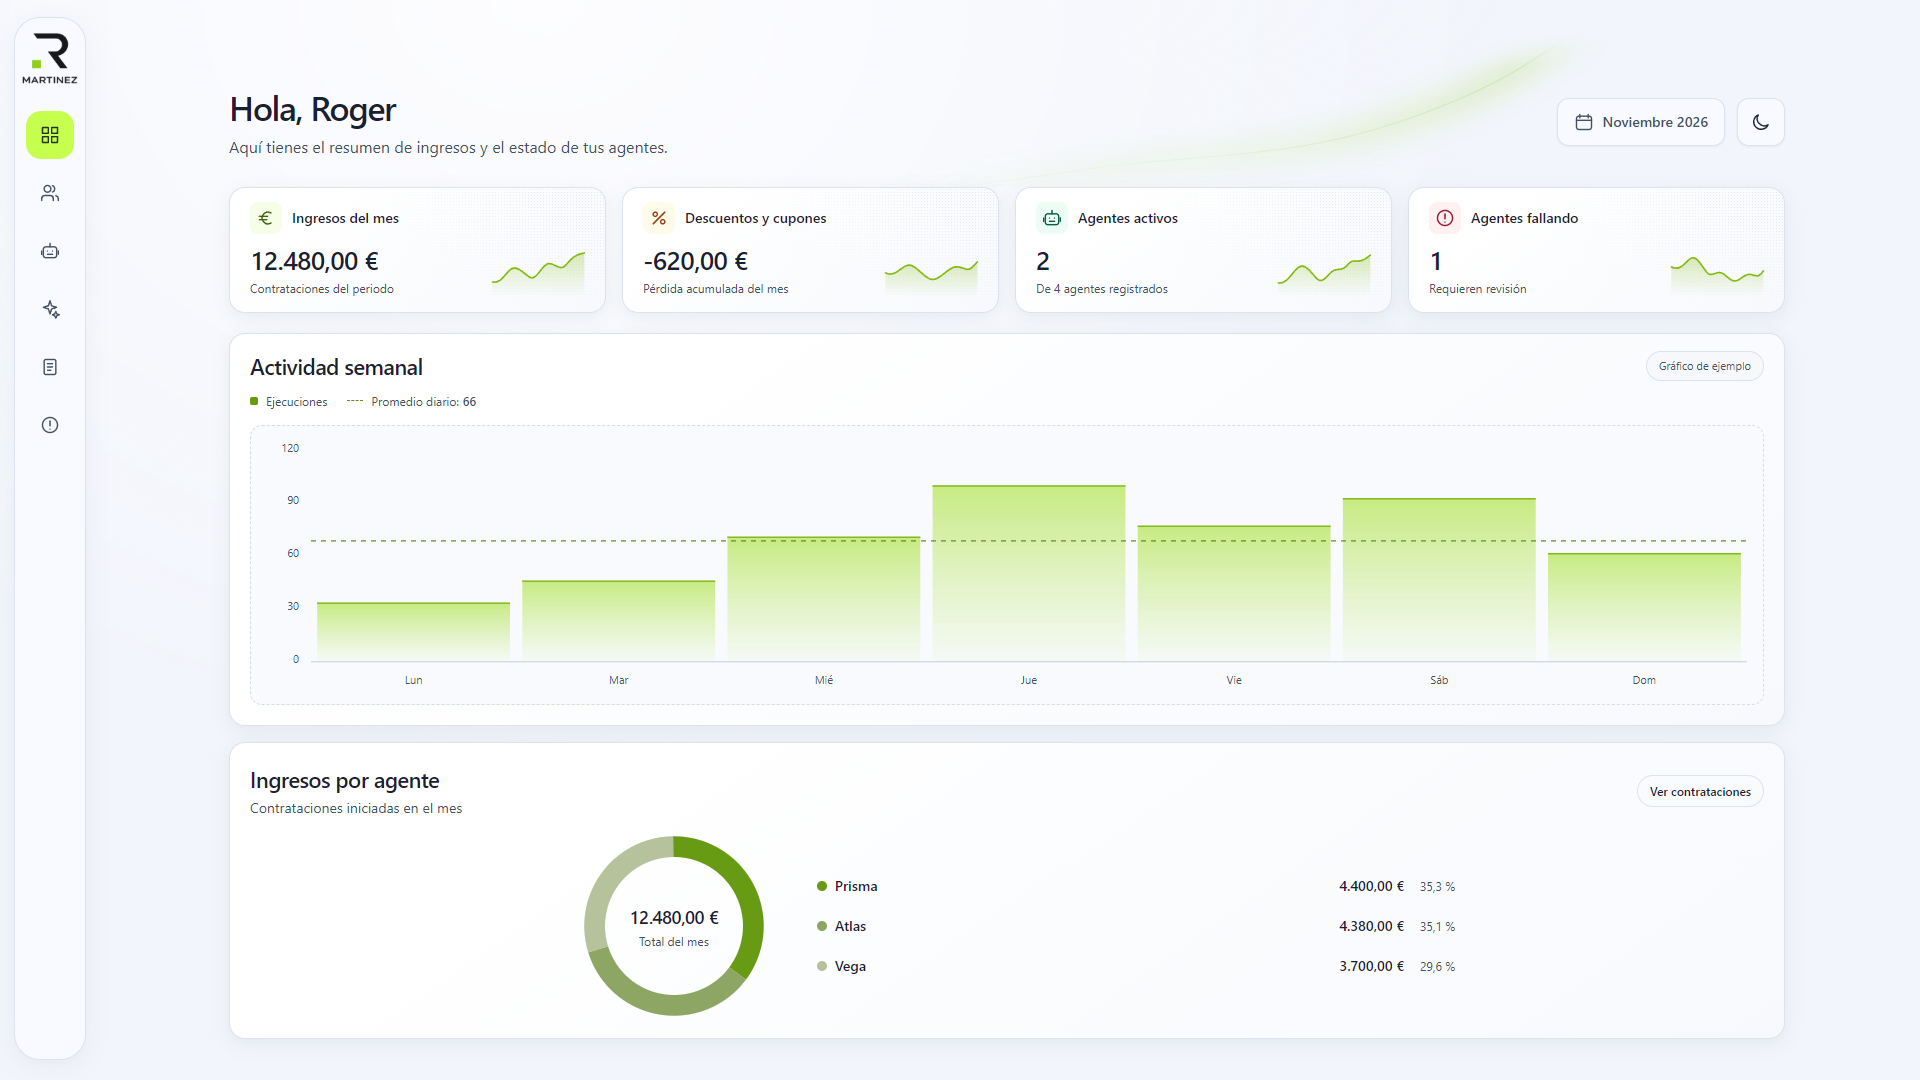 R
MARTINEZ
Hola, Roger
Aquí tienes el resumen de ingresos y el estado de tus agentes.
Noviembre 2026
€ Ingresos del mes
12.480,00 €
Contrataciones del periodo
% Descuentos y cupones
-620,00 €
Pérdida acumulada del mes
Agentes activos
2
De 4 agentes registrados
Agentes fallando
1
Requieren revisión
Actividad semanal
Gráfico de ejemplo
Ejecuciones
Promedio diario: 66
120
90
60
30
0
Lun Mar Mié Jue Vie Sáb Dom
Ingresos por agente
Contrataciones iniciadas en el mes
Ver contrataciones
12.480,00 €
Total del mes
Prisma 4.400,00 € 35,3 %
Atlas 4.380,00 € 35,1 %
Vega 3.700,00 € 29,6 %